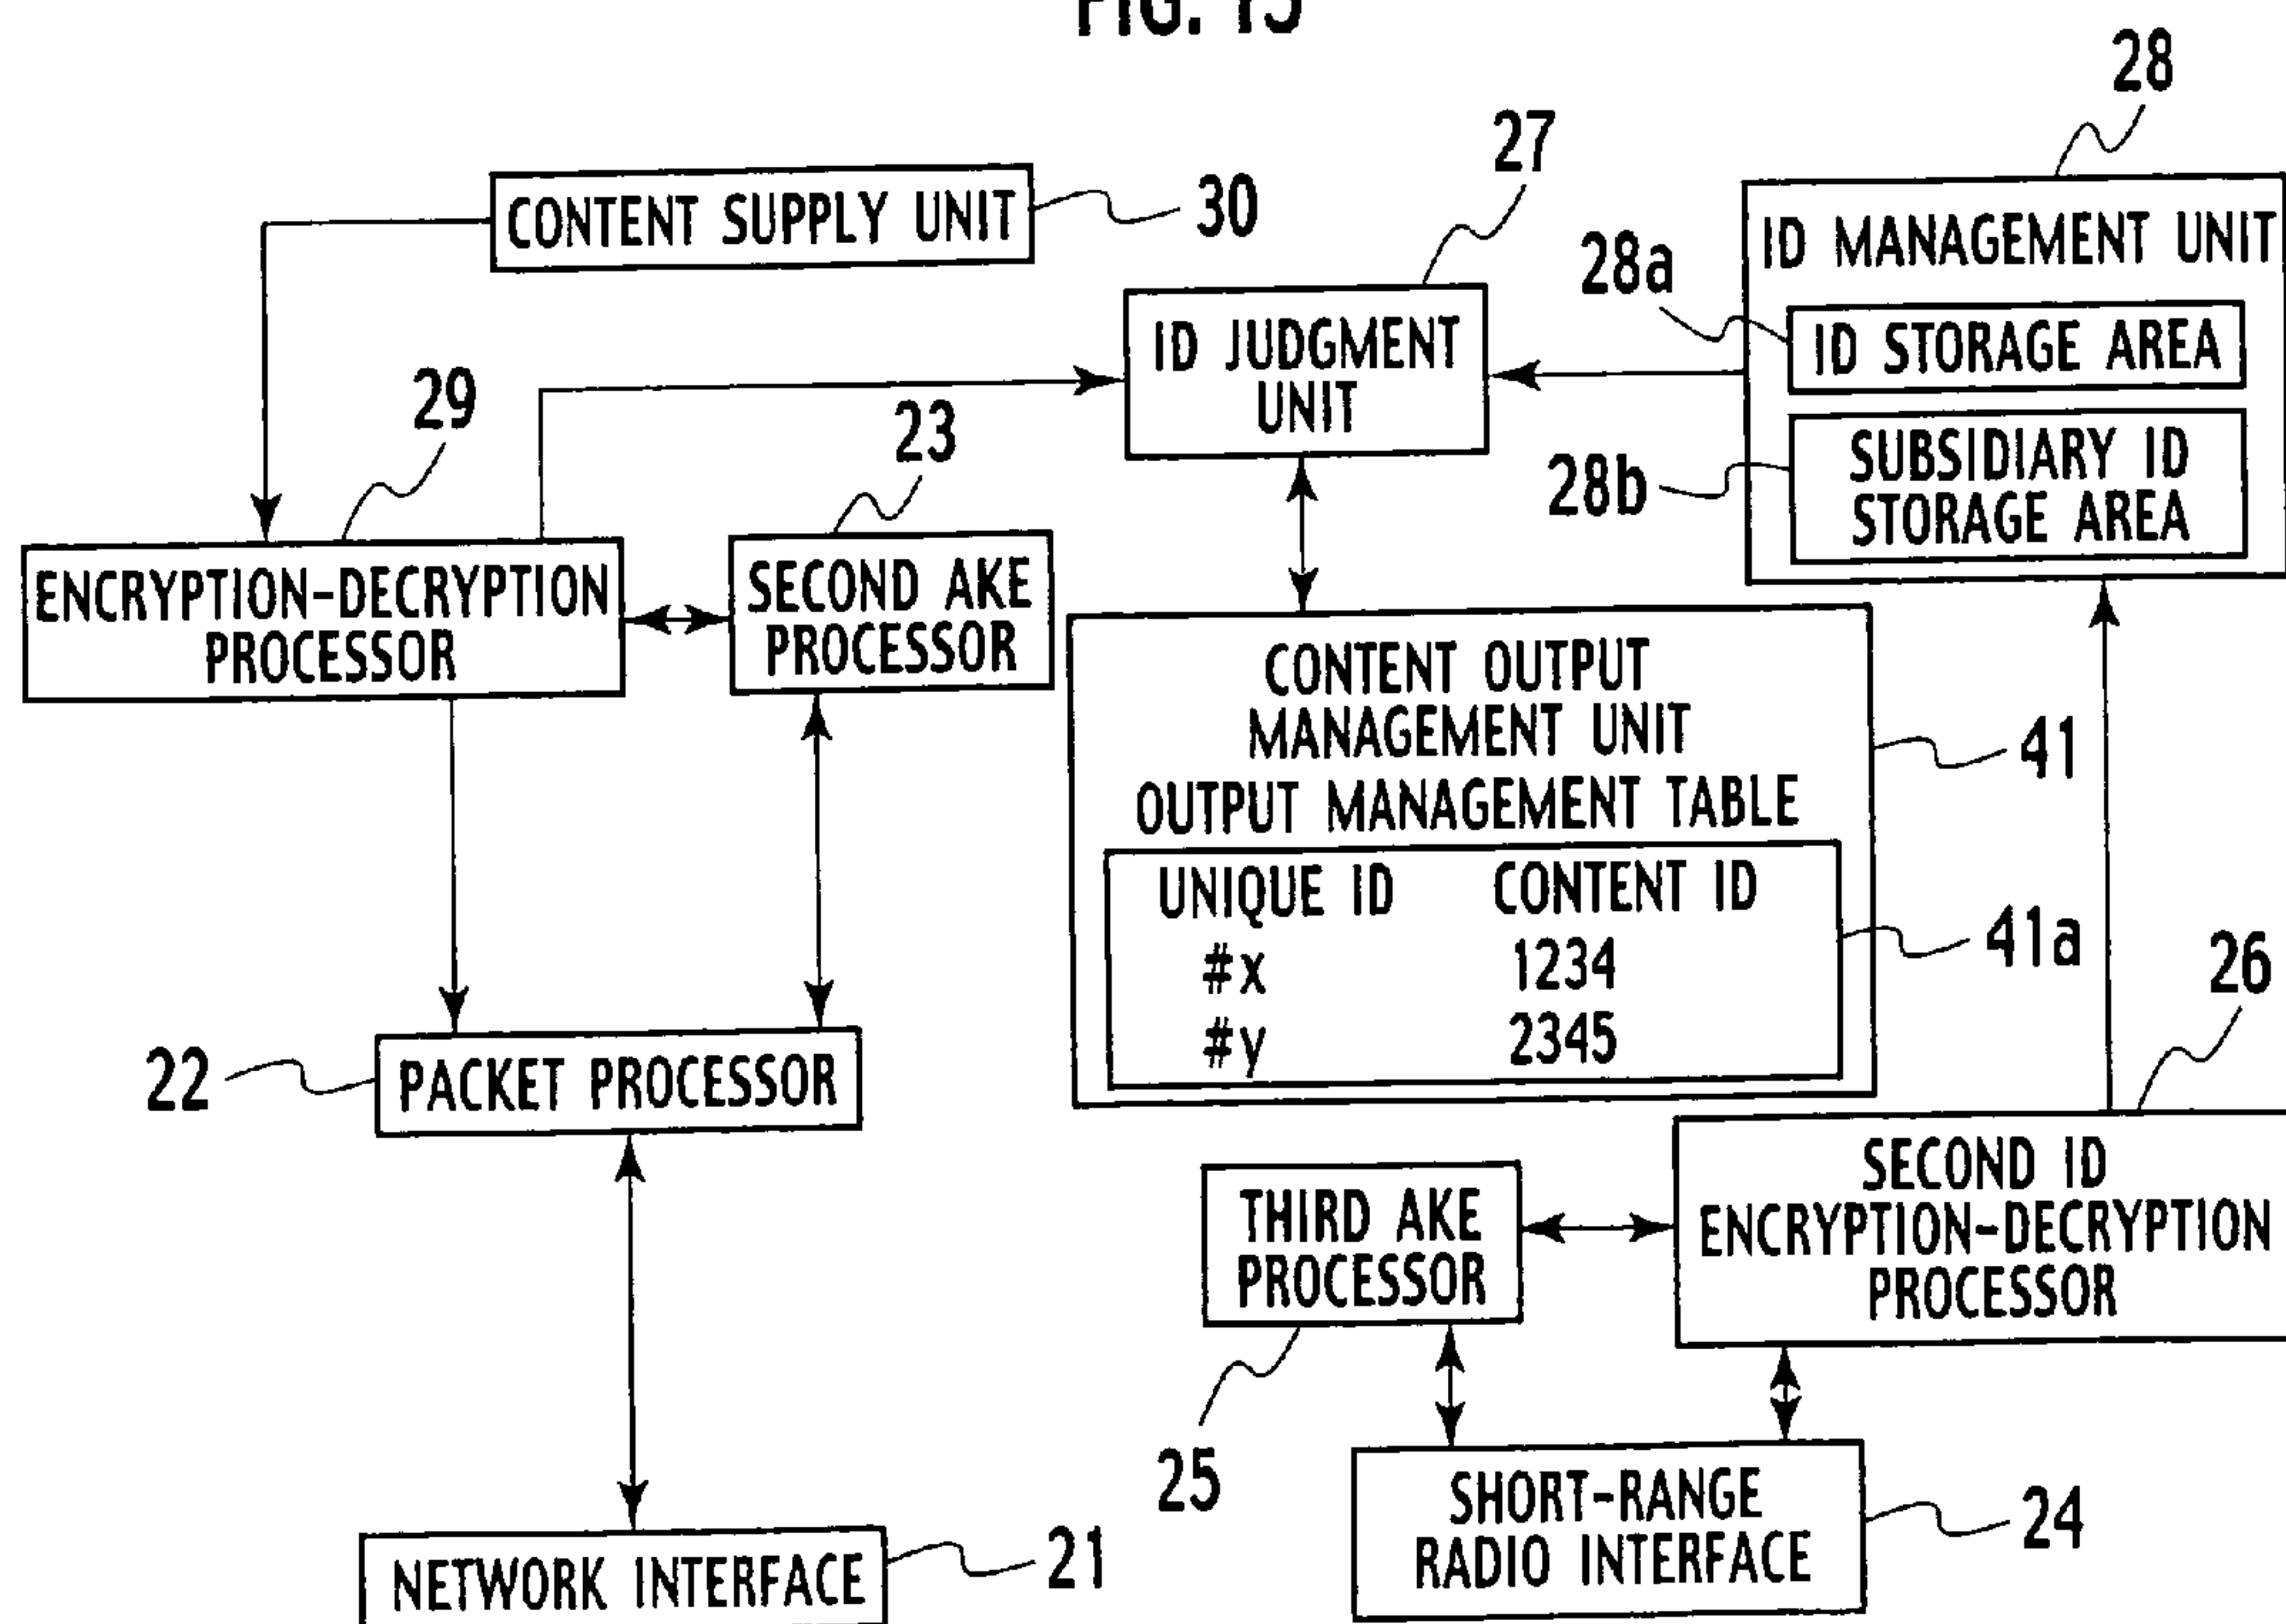 FIG. 15
28
27
CONTENT SUPPLY UNIT
30
ID MANAGEMENT UNIT
28a
ID JUDGMENT
UNIT
ID STORAGE AREA
29
23
28b
SUBSIDIARY ID
STORAGE AREA
ENCRYPTION-DECRYPTION
PROCESSOR
SECOND AKE
PROCESSOR
CONTENT OUTPUT
MANAGEMENT UNIT
41
OUTPUT MANAGEMENT TABLE
UNIQUE ID CONTENT ID
#x 1234
#y 2345
41a
26
22
PACKET PROCESSOR
THIRD AKE
PROCESSOR
SECOND ID
ENCRYPTION-DECRYPTION
PROCESSOR
25
SHORT-RANGE
RADIO INTERFACE
24
NETWORK INTERFACE
21